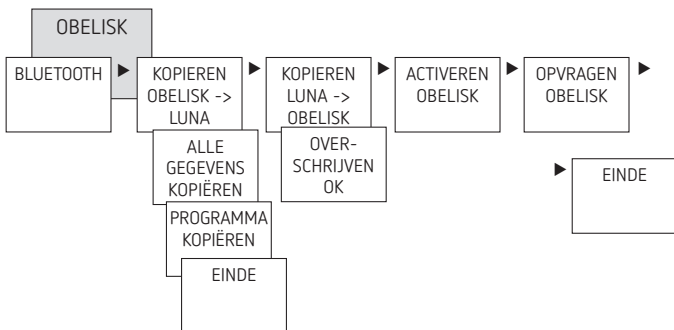 OBELISK
BLUETOOTH
KOPIEREN
OBELISK ->
LUNA
KOPIEREN
LUNA ->
OBELISK
ACTIVEREN
OBELISK
OPVRAGEN
OBELISK
ALLE
GEGEVENS
KOPIËREN
OVER-
SCHRIJVEN
OK
EINDE
PROGRAMMA
KOPIËREN
EINDE